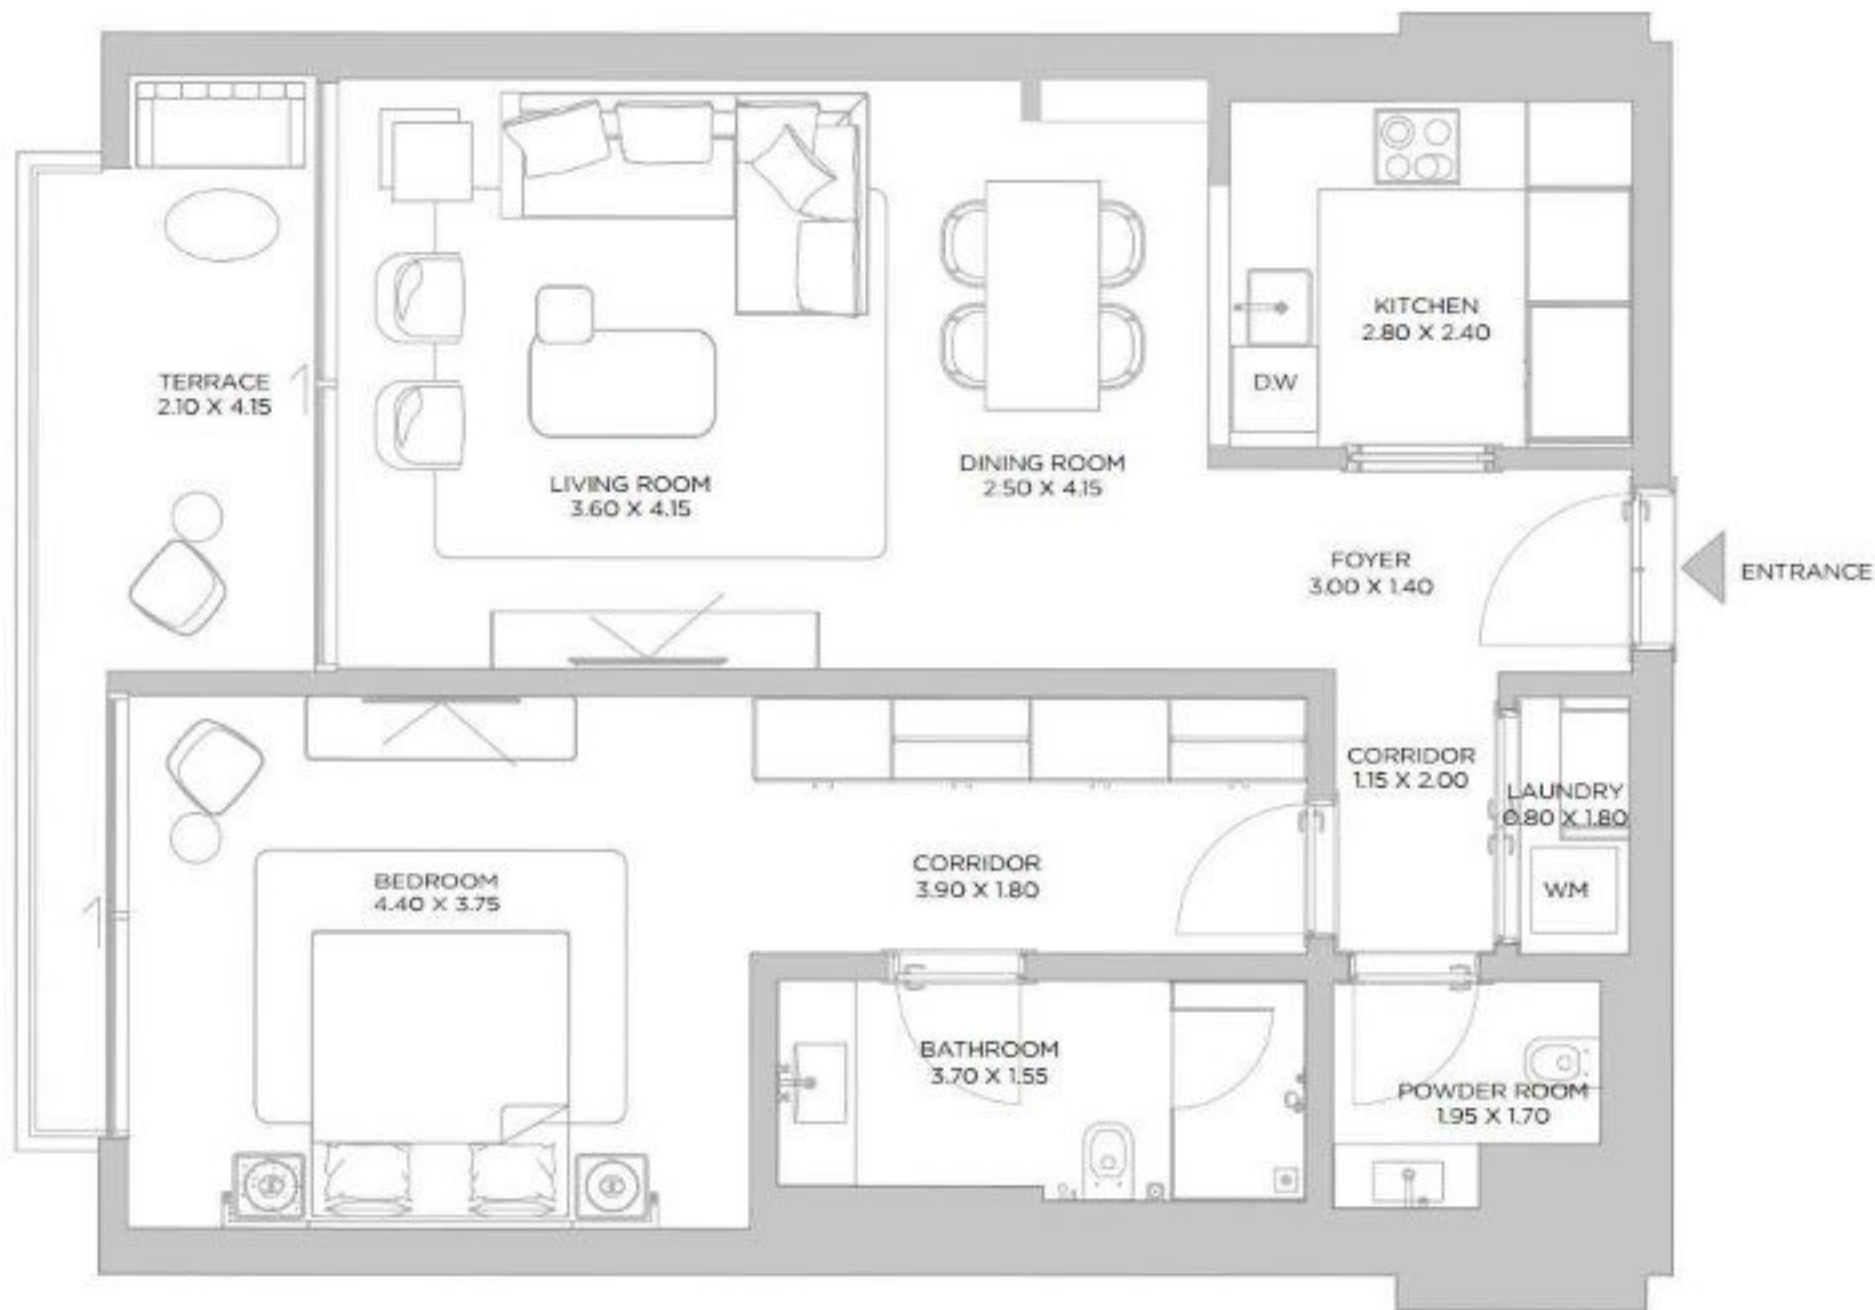 KITCHEN
2.80 X 2.40
D.W
TERRACE
2.10 X 4.15
LIVING ROOM
3.60 X 4.15
DINING ROOM
2.50 X 4.15
FOYER
3.00 X 1.40
ENTRANCE
CORRIDOR
1.15 X 2.00
LAUNDRY
0.80 X 1.80
BEDROOM
4.40 X 3.75
CORRIDOR
3.90 X 1.80
W.M
BATHROOM
3.70 X 1.55
POWDER ROOM
1.95 X 1.70